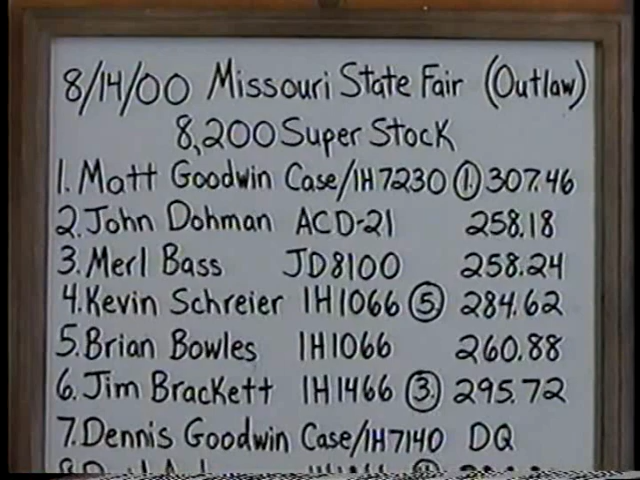 8/14/00 Missouri State Fair (Outlaw)
8,200 Super Stock
1. Matt Goodwin Case/IH7230 (1.) 307.46
2. John Dohman ACD-21 258.18
3. Merl Bass JD8100 258.24
4. Kevin Schreier IH1066 (5.) 284.62
5. Brian Bowles IH1066 260.88
6. Jim Brackett IH1466 (3.) 295.72
7. Dennis Goodwin Case/IH7140 DQ